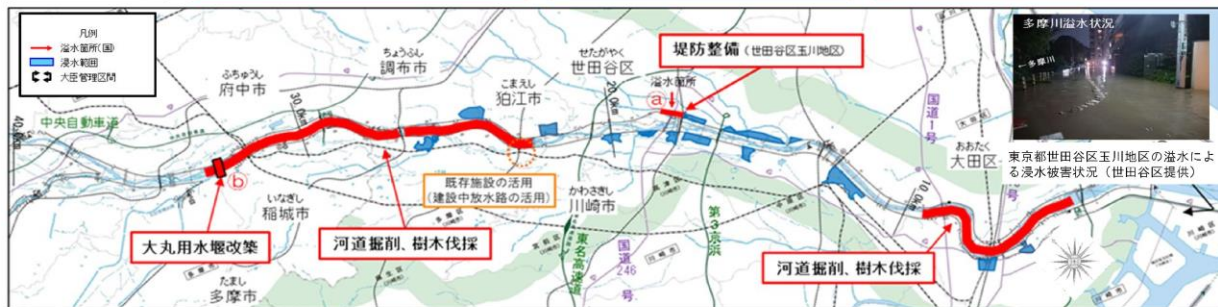 凡例
溢水箇所(国)
浸水範囲
大臣管理区間
中央自動車道
ふちゅうし
府中市
30.0km
ちょうふし
調布市
こまえし
狛江市
せたがやく
世田谷区
20.0km
堤防整備(世田谷区玉川地区)
溢水箇所
ⓐ
ⓑ
いなぎし
稲城市
大丸用水堰改築
たまし
多摩市
河道掘削、樹木伐採
既存施設の活用
(建設中放水路の活用)
かわさきし
川崎市
東名高速道
国道246号
第3京浜
10.0km
国道1号
おおたく
大田区
河道掘削、樹木伐採
多摩川溢水状況
←多摩川
東京都世田谷区玉川地区の溢水によ
る浸水被害状況(世田谷区提供)